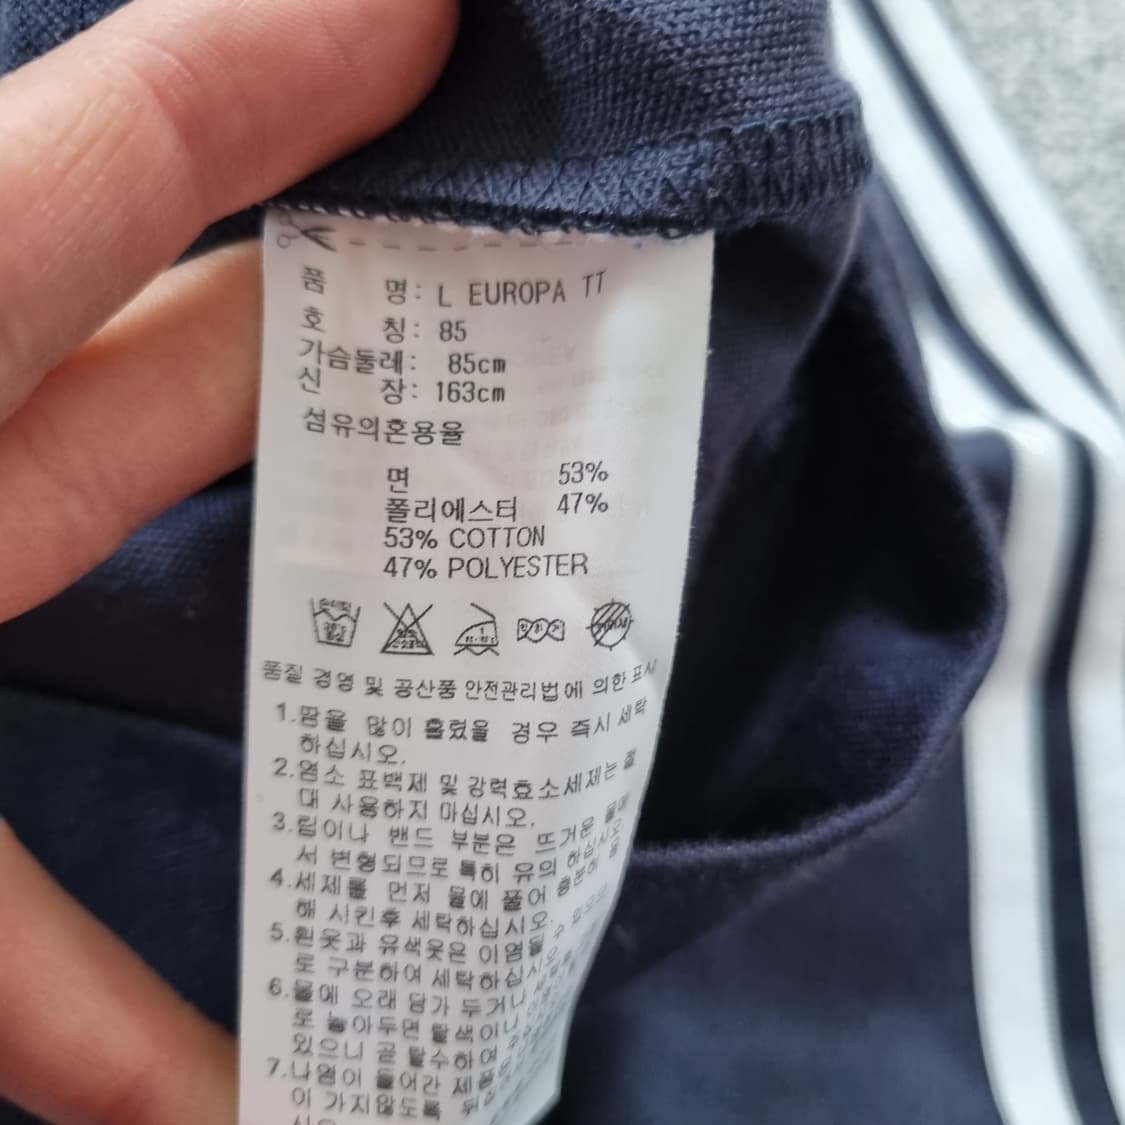 품 명: L EUROPA TT
호 칭: 85
가슴둘레: 85cm
신 장: 163cm
섬유의혼용율
면 53%
폴리에스터 47%
53% COTTON
47% POLYESTER
품질 경영 및 공산품 안전관리법에 의한 표시
1.땀을 많이 흘렸을 경우 즉시 세탁
하십시오.
2.염소 표백제 및 강력효소세제는 절
대 사용하지 마십시오.
3.립이나 밴드 부분은 뜨거운 물에
서 변형되므로 특히 유의 하십시오
4.세제를 먼저 물에 풀어 충분히 용
해 시킨후 세탁하십시오.
5.흰옷과 유색옷은 이염될 수
로 구분하여 세탁하십시오
6.물에 오래 담가 두거나
로 놓아두면 탈색이나
있으니 곧 탈수하여
7.나염이 들어간 제품은
이 가지않도록